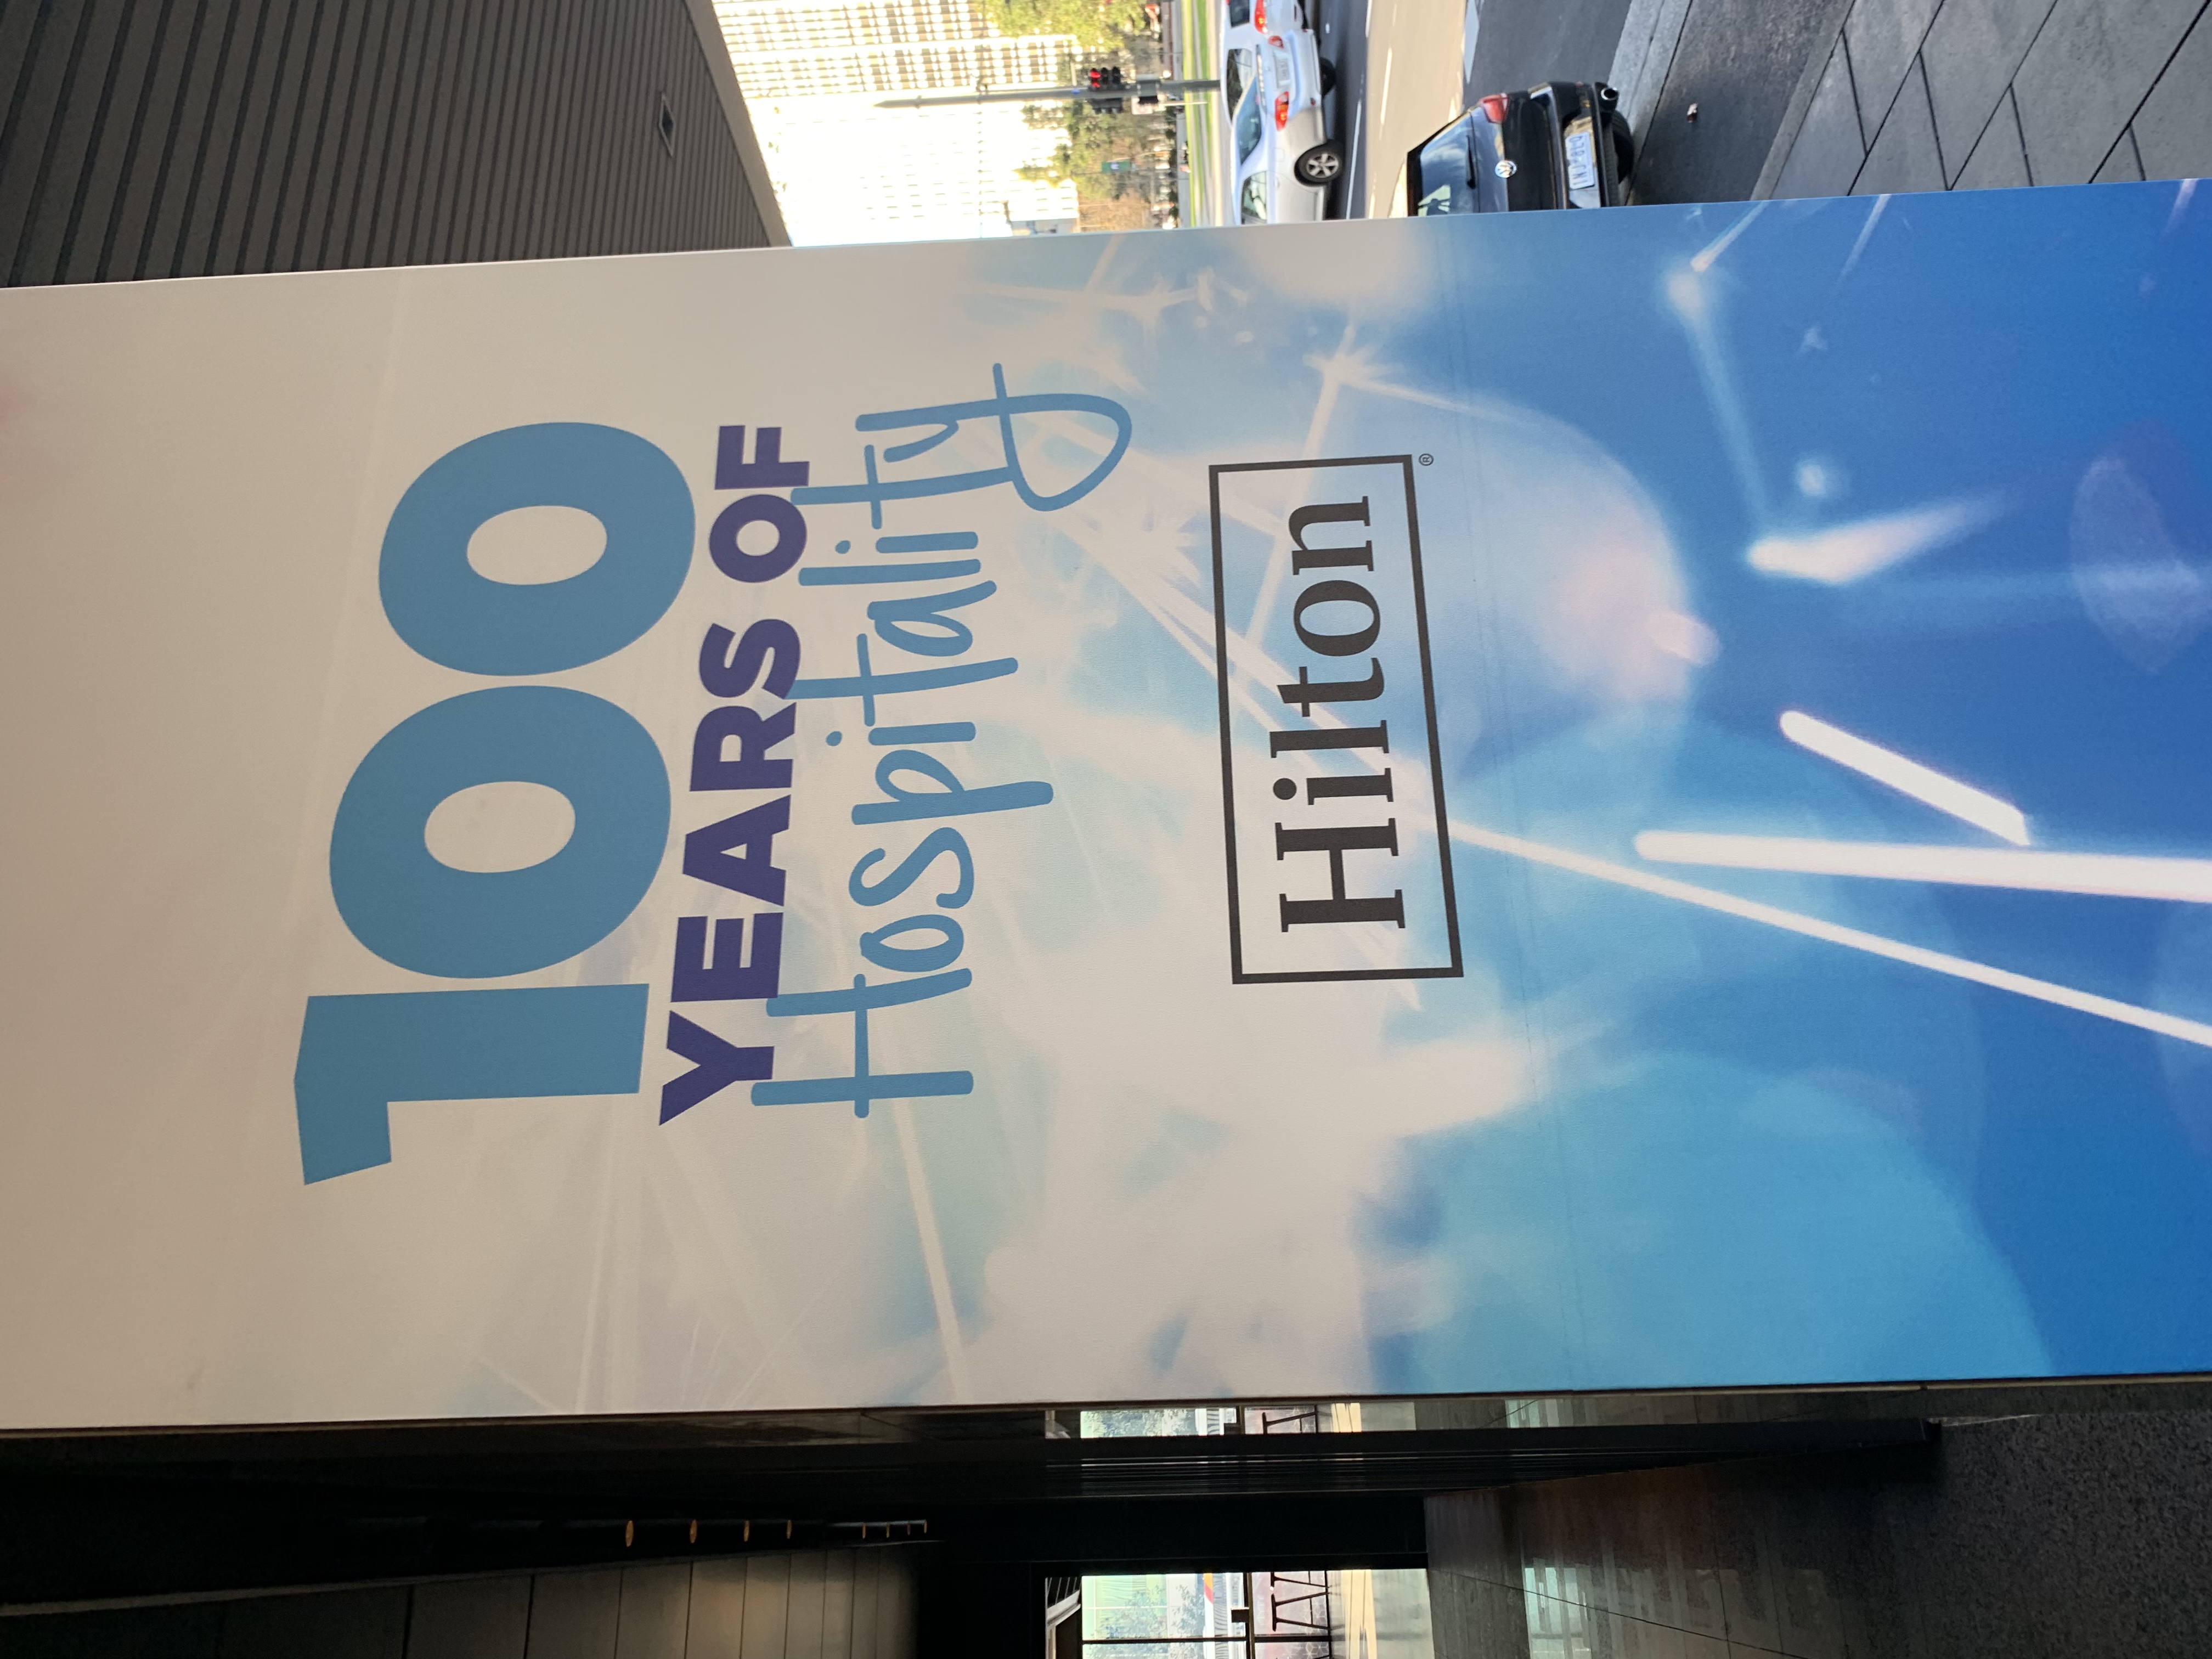 100
YEARS OF
Hospitality
Hilton
®